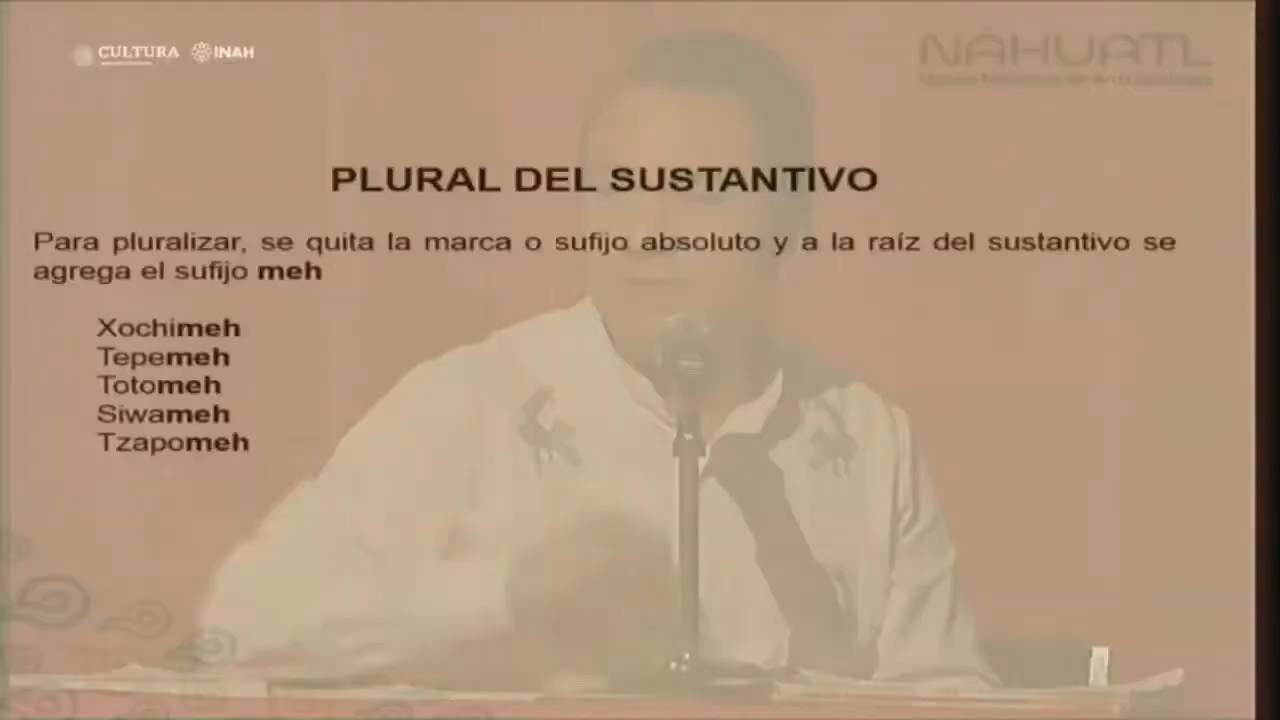 CULTURA INAH
NÁHUATL
PLURAL DEL SUSTANTIVO
Para pluralizar, se quita la marca o sufijo absoluto y a la raíz del sustantivo se
agrega el sufijo meh
Xochimeh
Tepemeh
Totomeh
Siwameh
Tzapomeh